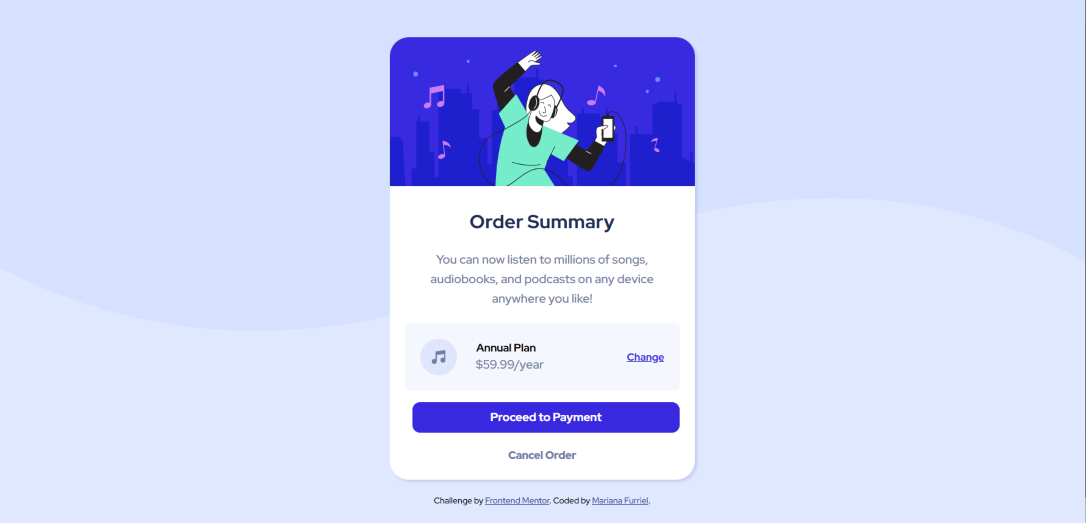 Order Summary
You can now listen to millions of songs,
audiobooks, and podcasts on any device
anywhere you like!
Annual Plan
$59.99/year
Change
Proceed to Payment
Cancel Order
Challenge by Frontend Mentor. Coded by Mariana Furriel.